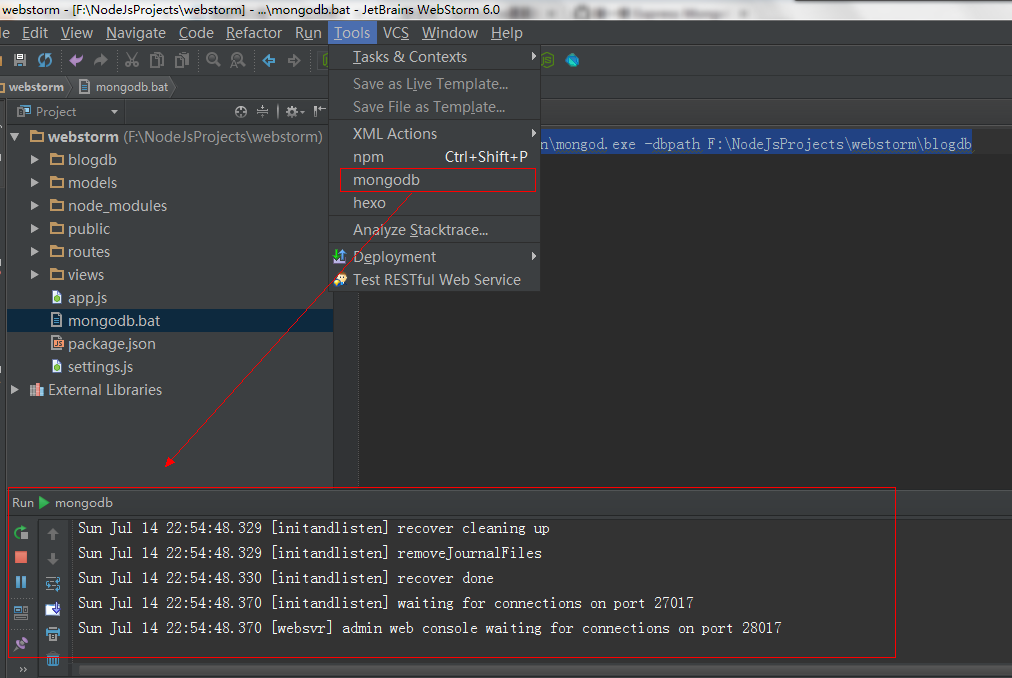 webstorm - [F:\NodeJsProjects\webstorm] - ...\mongodb.bat - JetBrains WebStorm 6.0
Edit View Navigate Code Refactor Run Tools VCS Window Help
webstorm mongodb.bat
Project
webstorm (F:\NodeJsProjects\webstorm)
blogdb
models
node_modules
public
routes
views
app.js
mongodb.bat
package.json
settings.js
External Libraries
Tasks & Contexts
Save as Live Template...
Save File as Template...
XML Actions
npm Ctrl+Shift+P
mongodb
hexo
Analyze Stacktrace...
Deployment
Test RESTful Web Service
n\mongod.exe -dbpath F:\NodeJsProjects\webstorm\blogdb
Run mongodb
Sun Jul 14 22:54:48.329 [initandlisten] recover cleaning up
Sun Jul 14 22:54:48.329 [initandlisten] removeJournalFiles
Sun Jul 14 22:54:48.330 [initandlisten] recover done
Sun Jul 14 22:54:48.370 [initandlisten] waiting for connections on port 27017
Sun Jul 14 22:54:48.370 [websvr] admin web console waiting for connections on port 28017